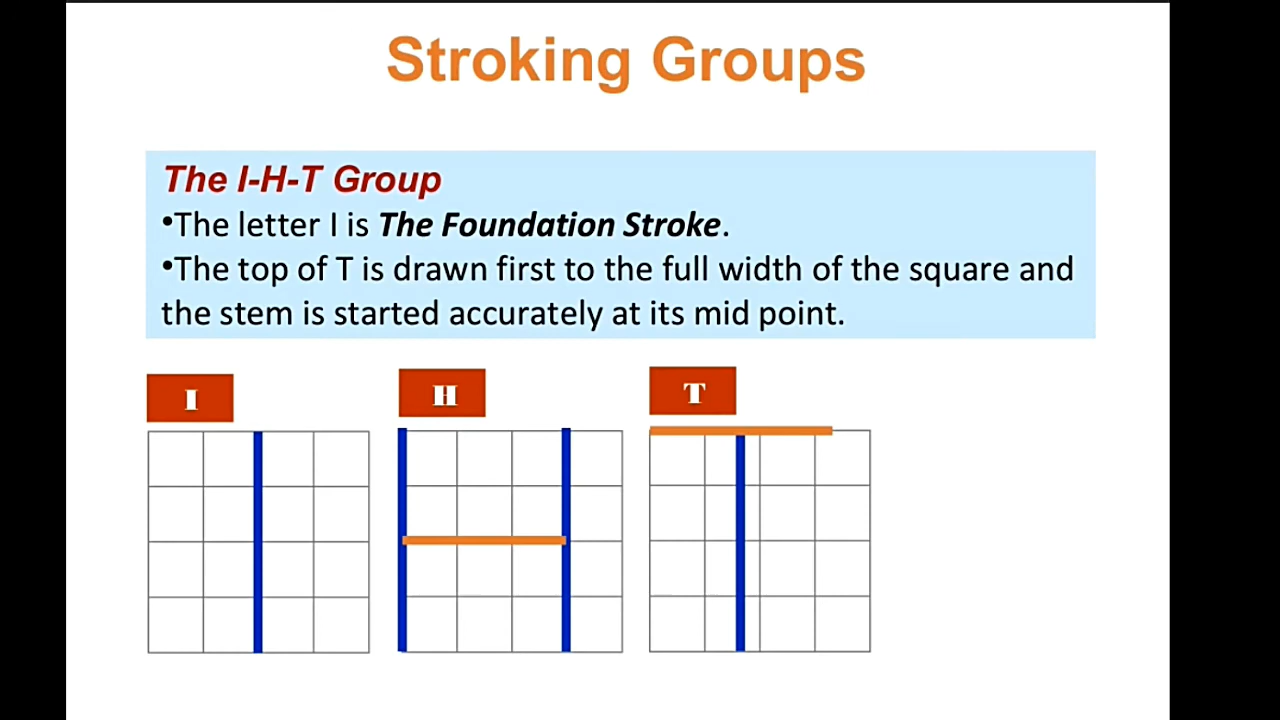 Stroking Groups
The I-H-T Group
•The letter I is The Foundation Stroke.
•The top of T is drawn first to the full width of the square and
the stem is started accurately at its mid point.
I H T